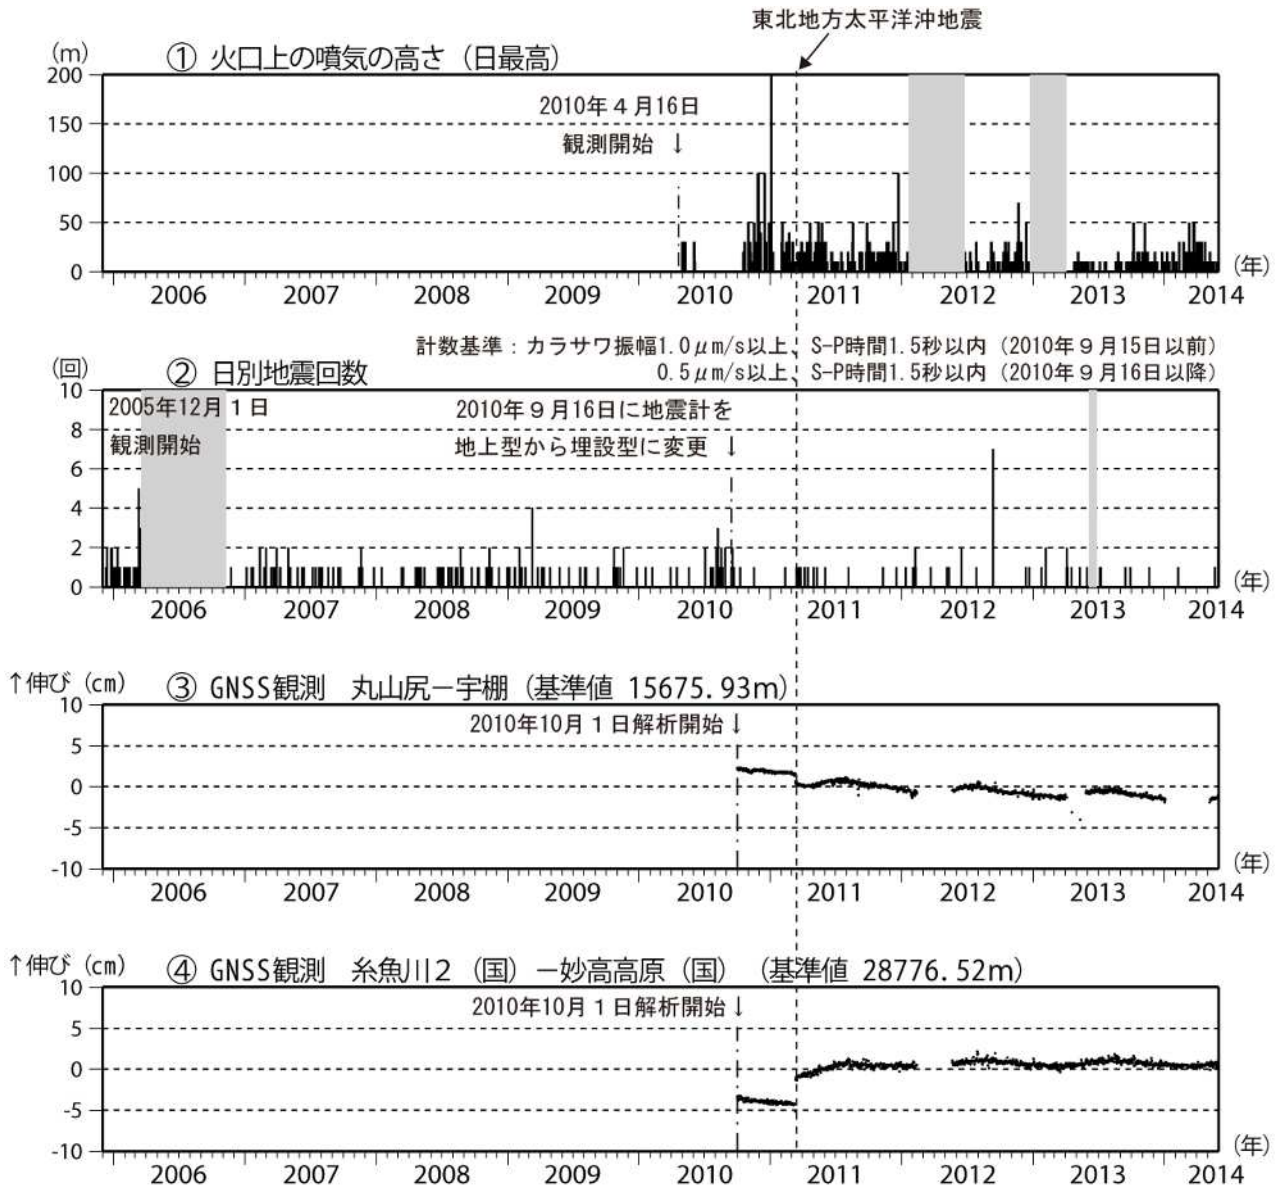 東北地方太平洋沖地震
(m)
① 火口上の噴気の高さ（日最高）
200
150
100
50
0
2010年４月16日
観測開始 ↓
2006 2007 2008 2009 2010 2011 2012 2013 2014 (年)
計数基準：カラサワ振幅1.0μm/s以上、S-P時間1.5秒以内（2010年９月15日以前）
0.5μm/s以上、S-P時間1.5秒以内（2010年９月16日以降）
(回)
② 日別地震回数
10
8
6
4
2
0
2005年12月１日
観測開始
2010年９月16日に地震計を
地上型から埋設型に変更 ↓
2006 2007 2008 2009 2010 2011 2012 2013 2014 (年)
↑伸び（cm） ③ GNSS観測　丸山尻－宇棚（基準値 15675.93m）
10
5
0
-5
-10
2010年10月１日解析開始↓
2006 2007 2008 2009 2010 2011 2012 2013 2014 (年)
↑伸び（cm） ④ GNSS観測　糸魚川２（国）－妙高高原（国）（基準値 28776.52m）
10
5
0
-5
-10
2010年10月１日解析開始↓
2006 2007 2008 2009 2010 2011 2012 2013 2014 (年)